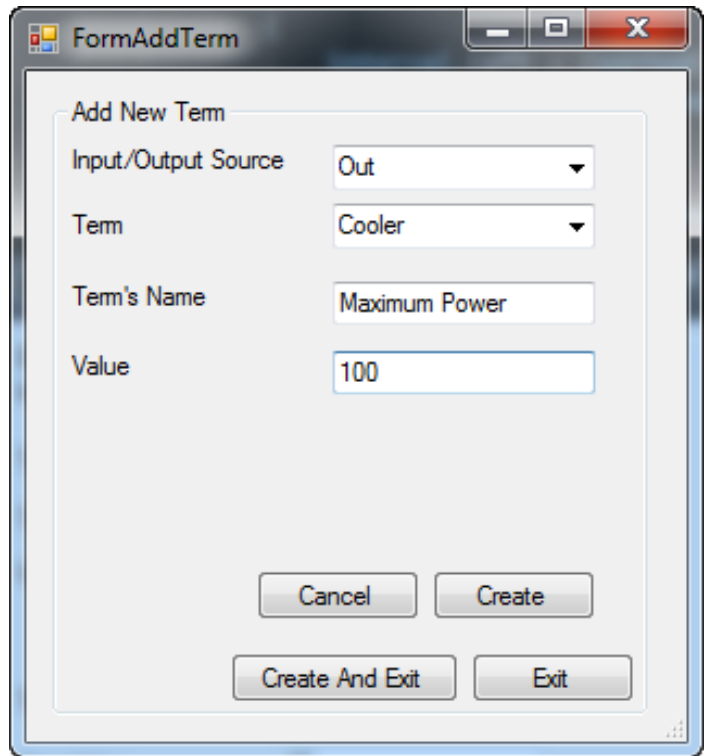 FormAddTerm
Add New Term
Input/Output Source Out
Term Cooler
Term's Name Maximum Power
Value 100
Cancel Create
Create And Exit Exit